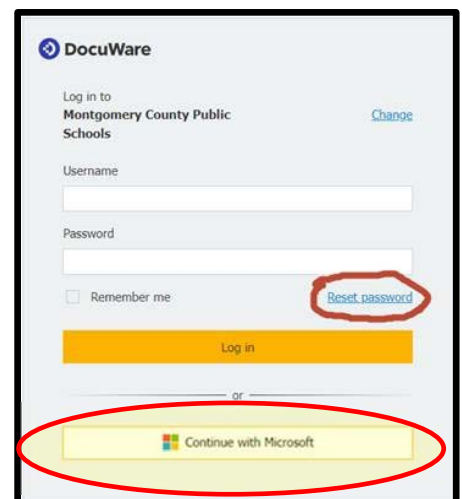 DocuWare
Log in to
Montgomery County Public Change
Schools
Username
Password
Remember me Reset password
Log in
or
Continue with Microsoft